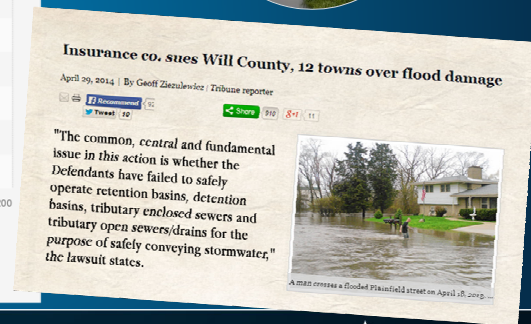 Insurance co. sues Will County, 12 towns over flood damage
April 29, 2014 | By Geoff Ziezulewicz | Tribune reporter
Recommend 92
Tweet 10
Share 910 +1 11
"The common, central and fundamental
issue in this action is whether the
Defendants have failed to safely
operate retention basins, detention
basins, tributary enclosed sewers and
tributary open sewers/drains for the
purpose of safely conveying stormwater,"
the lawsuit states.
A man crosses a flooded Plainfield street on April 18, 2013. ...
00